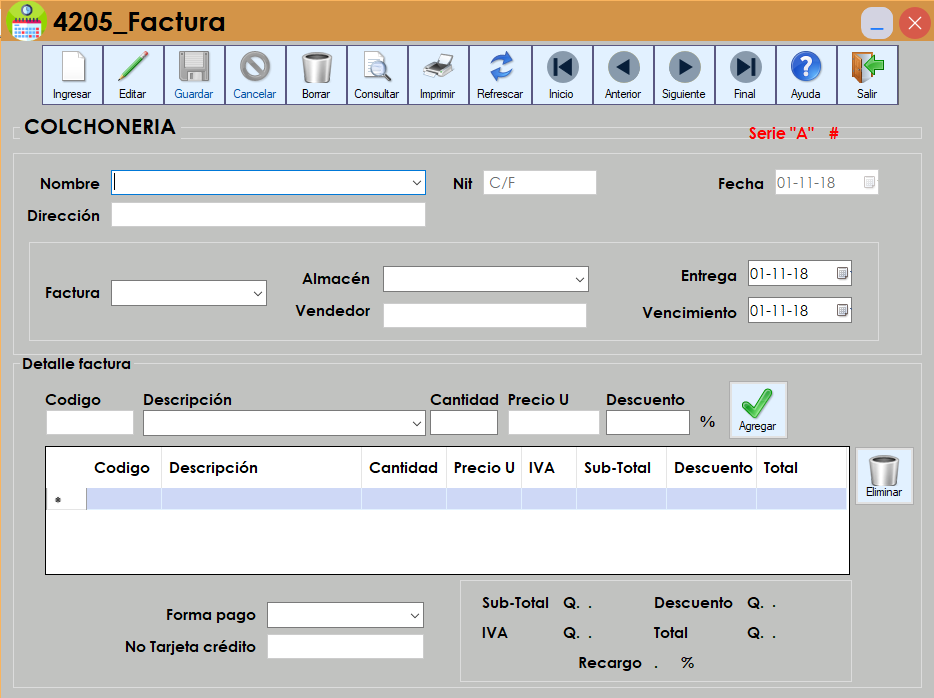 4205_Factura
Ingresar Editar Guardar Cancelar Borrar Consultar Imprimir Refrescar Inicio Anterior Siguiente Final Ayuda Salir
COLCHONERIA
Serie "A" #
Nombre Nit C/F Fecha 01-11-18
Dirección
Factura Almacén Entrega 01-11-18
Vendedor Vencimiento 01-11-18
Detalle factura
Codigo Descripción Cantidad Precio U Descuento
% Agregar
Codigo Descripción Cantidad Precio U IVA Sub-Total Descuento Total
*
Eliminar
Forma pago
No Tarjeta crédito
Sub-Total Q. . Descuento Q. .
IVA Q. . Total Q. .
Recargo . %